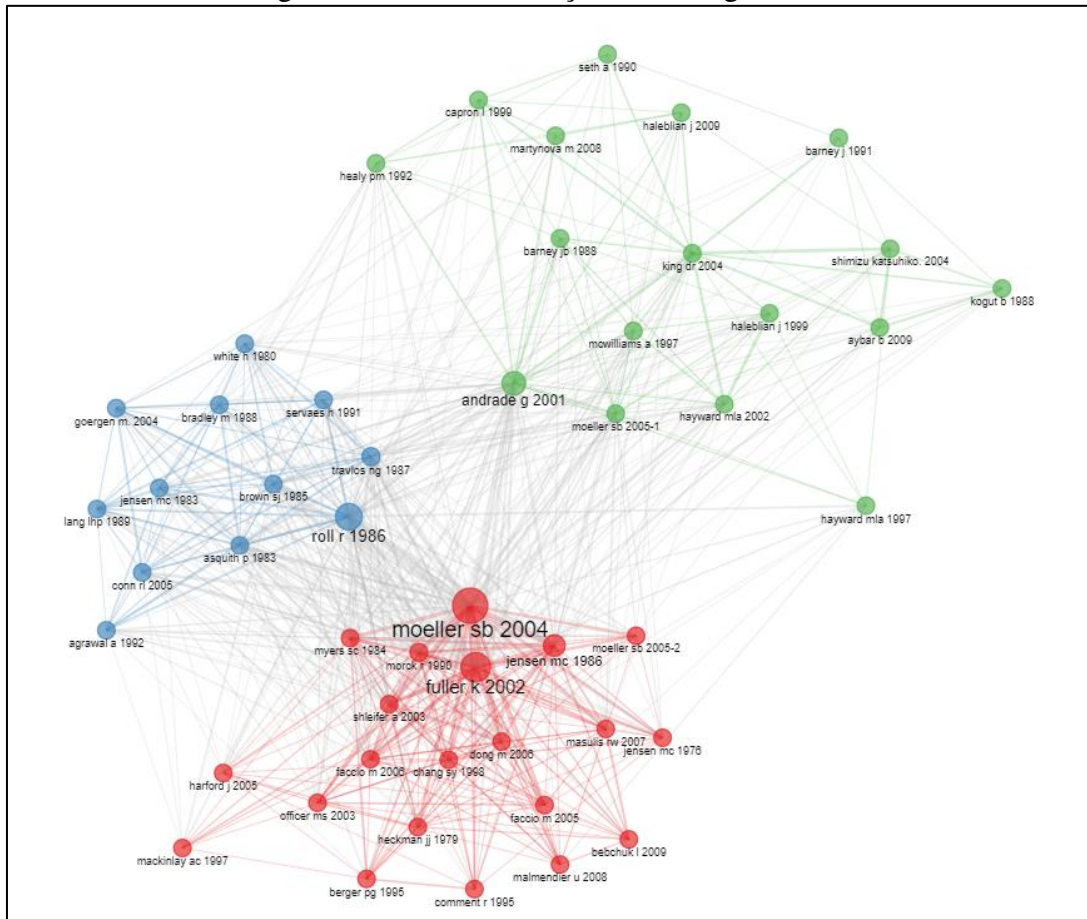 seth a 1990
capron l 1999
haleblian j 2009
martynova m 2008
barney j 1991
healy pm 1992
barney jb 1988
king dr 2004
shimizu katsuhiko. 2004
kogut b 1988
haleblian j 1999
aybar b 2009
mcwilliams a 1997
white h 1980
andrade g 2001
hayward mla 2002
moeller sb 2005-1
servaes h 1991
bradley m 1988
goergen m. 2004
travlos ng 1987
brown sj 1985
jensen mc 1983
lang lhp 1989
hayward mla 1997
roll r 1986
asquith p 1983
conn rl 2005
moeller sb 2004
agrawal a 1992
myers sc 1984
moeller sb 2005-2
jensen mc 1986
morck r 1990
fuller k 2002
shleifer a 2003
masulis rw 2007
jensen mc 1976
dong m 2006
faccio m 2006
chang sy 1998
harford j 2005
officer ms 2003
faccio m 2005
heckman jj 1979
bebchuk l 2009
mackinlay ac 1997
malmendier u 2008
berger pg 1995
comment r 1995